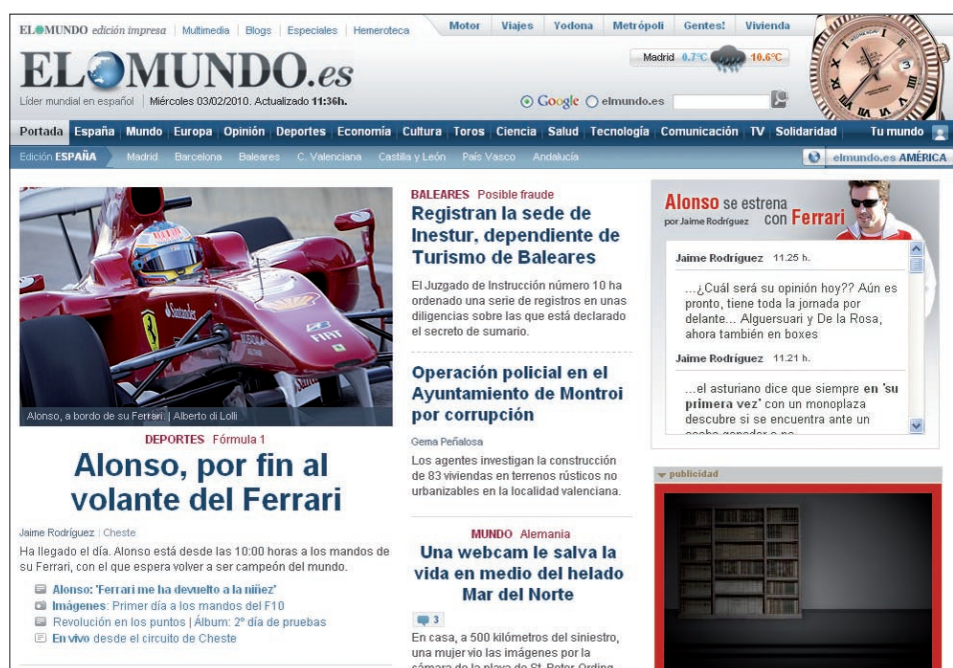 EL MUNDO edición impresa | Multimedia | Blogs | Especiales | Hemeroteca
Motor Viajes Yodona Metrópoli Gentes! Vivienda
EL MUNDO.es
Madrid 0.7°C 10.6°C
Líder mundial en español | Miércoles 03/02/2010. Actualizado 11:36h.
Google elmundo.es
Portada España Mundo Europa Opinión Deportes Economía Cultura Toros Ciencia Salud Tecnología Comunicación TV Solidaridad Tu mundo
Edición ESPAÑA Madrid Barcelona Baleares C. Valenciana Castilla y León País Vasco Andalucía elmundo.es AMÉRICA
Santander
FIAT
Alonso, a bordo de su Ferrari. | Alberto di Lolli
DEPORTES Fórmula 1
Alonso, por fin al
volante del Ferrari
Jaime Rodríguez | Cheste
Ha llegado el día. Alonso está desde las 10:00 horas a los mandos de
su Ferrari, con el que espera volver a ser campeón del mundo.
Alonso: 'Ferrari me ha devuelto a la niñez'
Imágenes: Primer día a los mandos del F10
Revolución en los puntos | Álbum: 2º día de pruebas
En vivo desde el circuito de Cheste
BALEARES Posible fraude
Registran la sede de
Inestur, dependiente de
Turismo de Baleares
El Juzgado de Instrucción número 10 ha
ordenado una serie de registros en unas
diligencias sobre las que está declarado
el secreto de sumario.
Operación policial en el
Ayuntamiento de Montroi
por corrupción
Gema Peñalosa
Los agentes investigan la construcción
de 83 viviendas en terrenos rústicos no
urbanizables en la localidad valenciana.
MUNDO Alemania
Una webcam le salva la
vida en medio del helado
Mar del Norte
3
En casa, a 500 kilómetros del siniestro,
una mujer vio las imágenes por la
cámara de la playa de St. Peter-Ording
Alonso se estrena
por Jaime Rodríguez con Ferrari
Jaime Rodríguez 11.25 h.
...¿Cuál será su opinión hoy?? Aún es
pronto, tiene toda la jornada por
delante... Alguersuari y De la Rosa,
ahora también en boxes
Jaime Rodríguez 11.21 h.
...el asturiano dice que siempre en 'su
primera vez' con un monoplaza
descubre si se encuentra ante un
publicidad